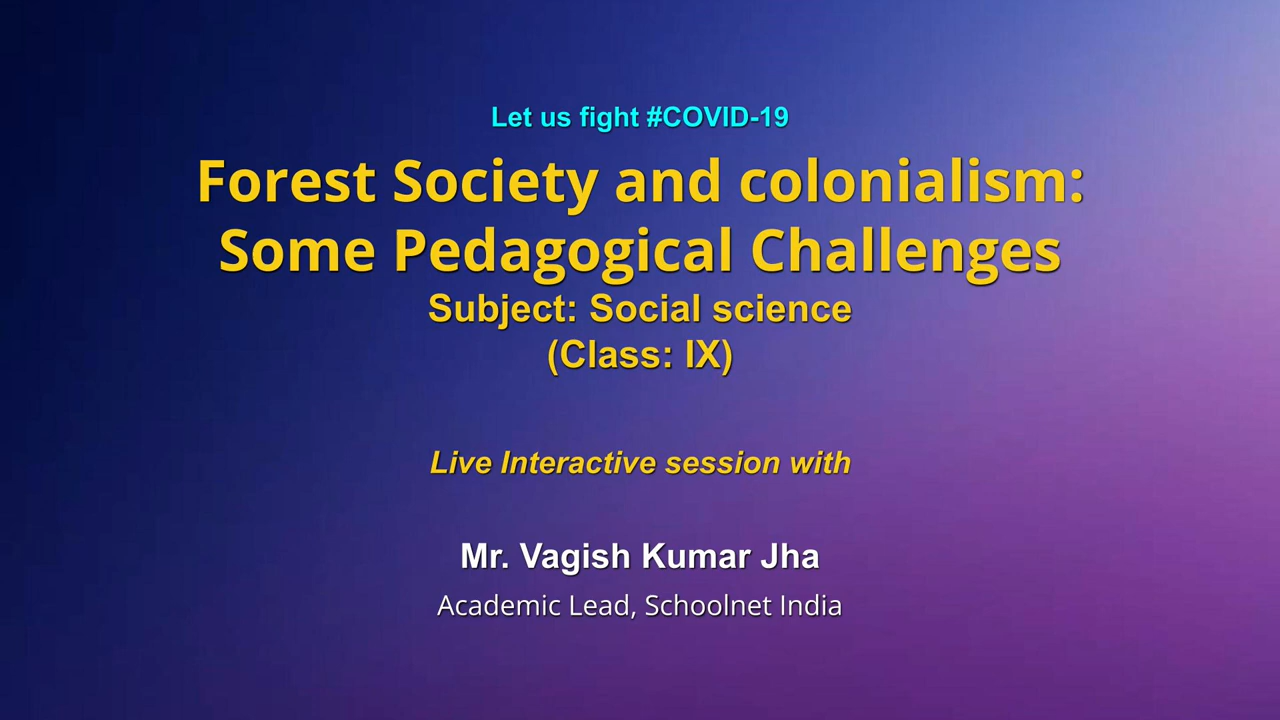 Let us fight #COVID-19
Forest Society and colonialism:
Some Pedagogical Challenges
Subject: Social science
(Class: IX)
Live Interactive session with
Mr. Vagish Kumar Jha
Academic Lead, Schoolnet India